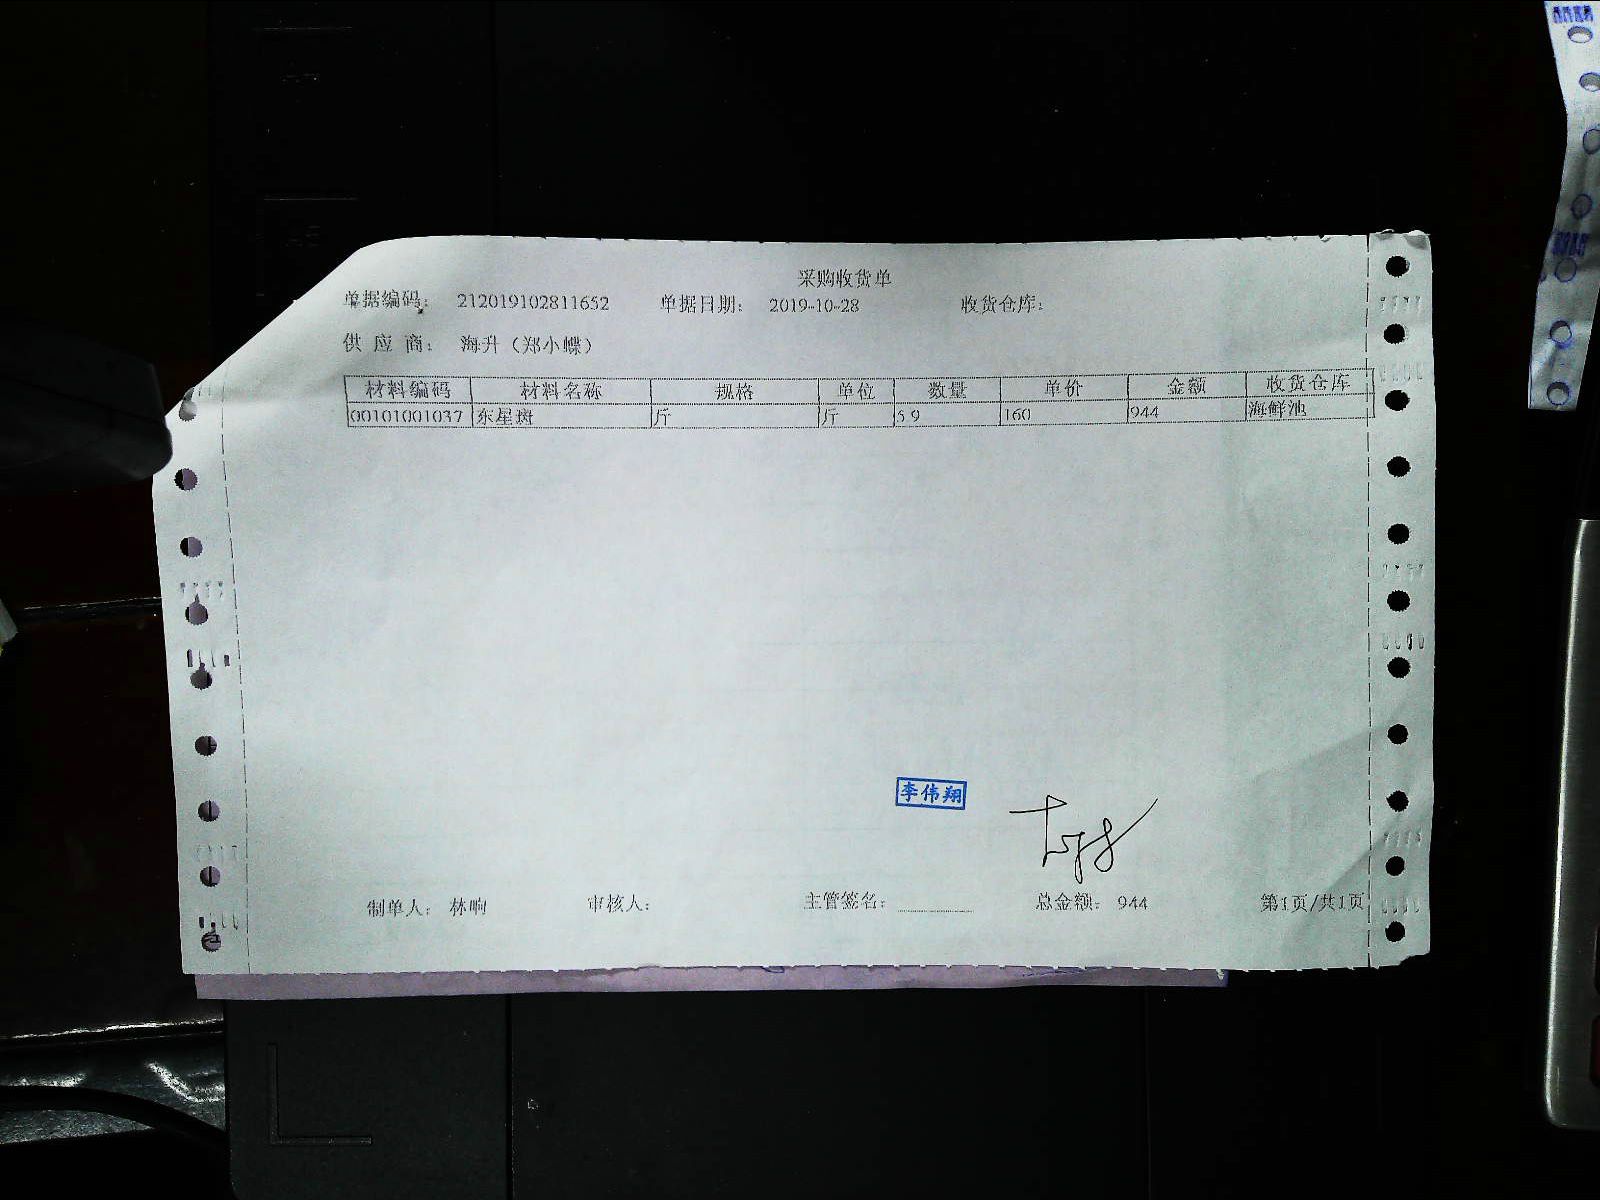 采购收货单
单据编码： 212019102811652 单据日期： 2019-10-28 收货仓库：
供 应 商： 海升（郑小蝶）
材料编码 材料名称 规格 单位 数量 单价 金额 收货仓库
00101001037 东星斑 斤 斤 5.9 160 944 海鲜池
李伟翔
制单人： 林响 审核人： 主管签名： 总金额： 944 第1页/共1页